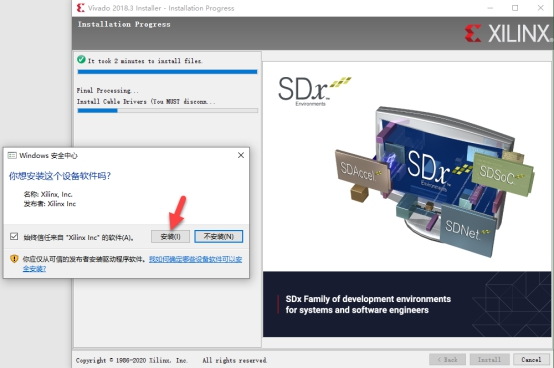 Vivado 2018.3 Installer - Installation Progress
Installation Progress
XILINX
It took 2 minutes to install files.
Final Processing...
Install Cable Drivers (You MUST disconn...
SDx
Environments
SDAccel
SDx
Environments
SDSoC
SDNet
Windows 安全中心
你想安装这个设备软件吗?
名称: Xilinx, Inc.
发布者: Xilinx Inc
始终信任来自 "Xilinx Inc" 的软件(A)。
安装(I)
不安装(N)
你应仅从可信的发布者安装驱动程序软件。我如何确定哪些设备软件可以安
全安装?
SDx Family of development environments
for systems and software engineers
Copyright © 1986-2020 Xilinx, Inc. All rights reserved.
< Back
Install
Cancel